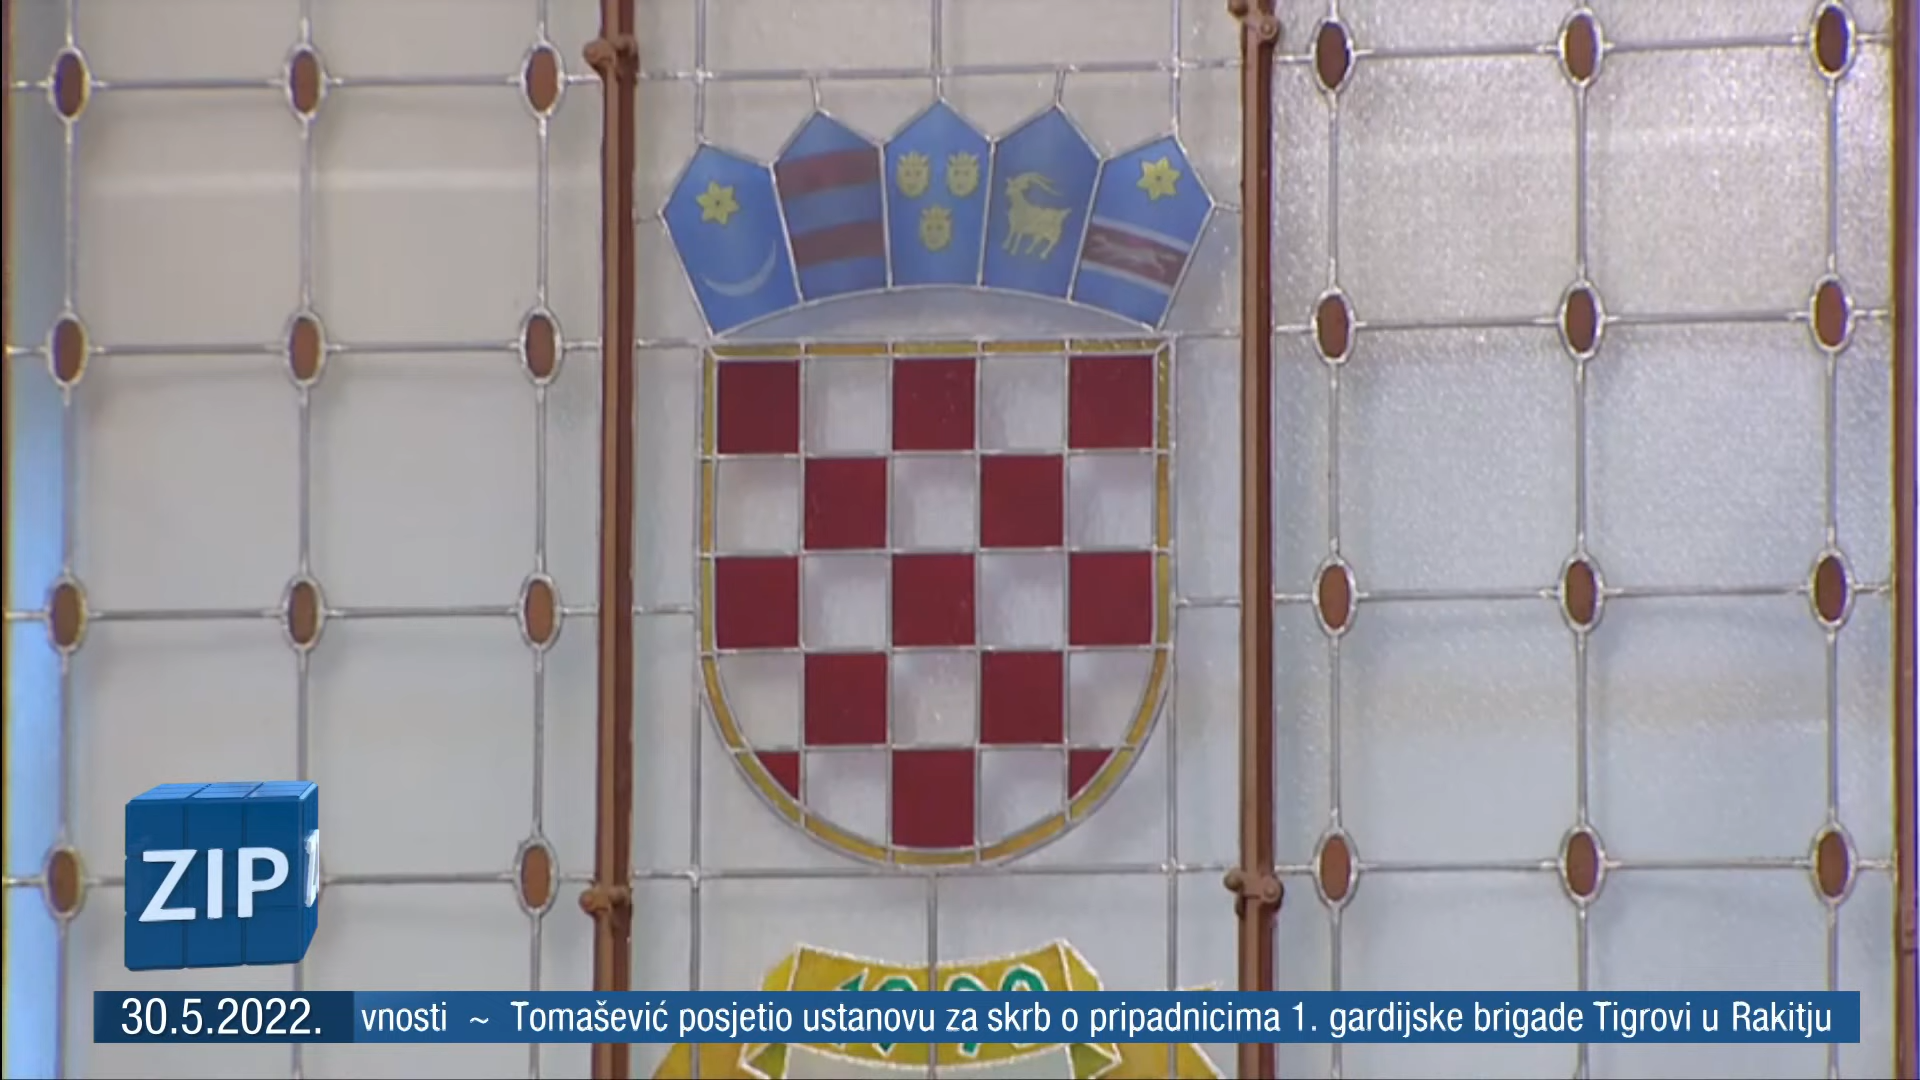 ZIP
30.5.2022.
vnosti ~ Tomašević posjetio ustanovu za skrb o pripadnicima 1. gardijske brigade Tigrovi u Rakitju